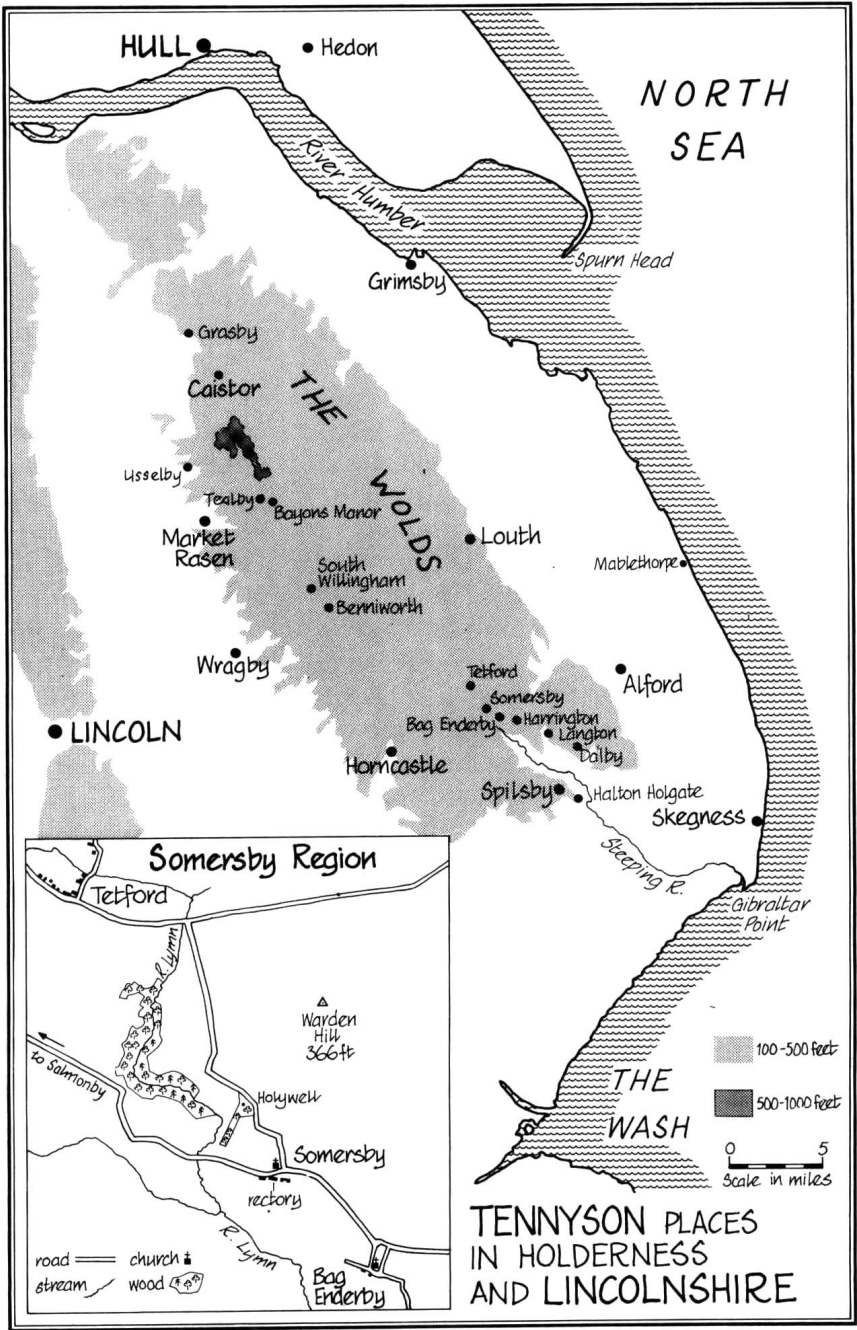 HULL
Hedon
NORTH
SEA
River Humber
Spurn Head
Grimsby
Grasby
Caistor
THE
WOLDS
Usselby
Tealby
Bayons Manor
Market
Rasen
Louth
Mablethorpe
South
Willingham
Benniworth
Wragby
Tetford
Alford
Somersby
Bag Enderby
Harrington
Langton
Dalby
LINCOLN
Horncastle
Spilsby
Halton Holgate
Skegness
Steeping R.
Gibraltar
Point
THE
WASH
100-500 feet
500-1000 feet
0 5
Scale in miles
TENNYSON PLACES
IN HOLDERNESS
AND LINCOLNSHIRE
Somersby Region
Tetford
R. Lymn
Warden
Hill
366ft
to Salmonby
Holywell
Somersby
rectory
R. Lymn
Bag
Enderby
road church
stream wood